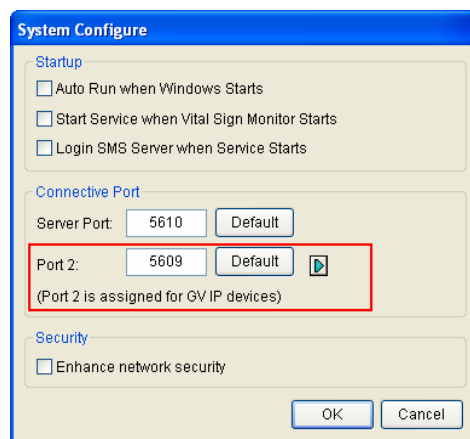 System Configure
Startup
Auto Run when Windows Starts
Start Service when Vital Sign Monitor Starts
Login SMS Server when Service Starts
Connective Port
Server Port: 5610 Default
Port 2: 5609 Default
(Port 2 is assigned for GV IP devices)
Security
Enhance network security
OK Cancel